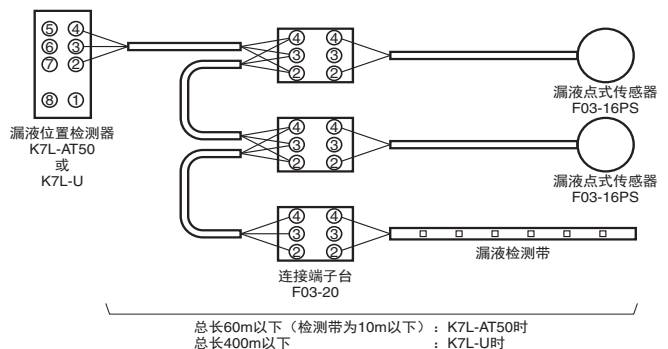 ⑤ ④
⑥ ③
⑦ ②
⑧ ①
漏液位置检测器
K7L-AT50
或
K7L-U
④ ④
③ ③
② ②
漏液点式传感器
F03-16PS
④ ④
③ ③
② ②
漏液点式传感器
F03-16PS
④ ④
③ ③
② ②
连接端子台
F03-20
漏液检测带
总长60m以下（检测带为10m以下）：K7L-AT50时
总长400m以下 ：K7L-U时